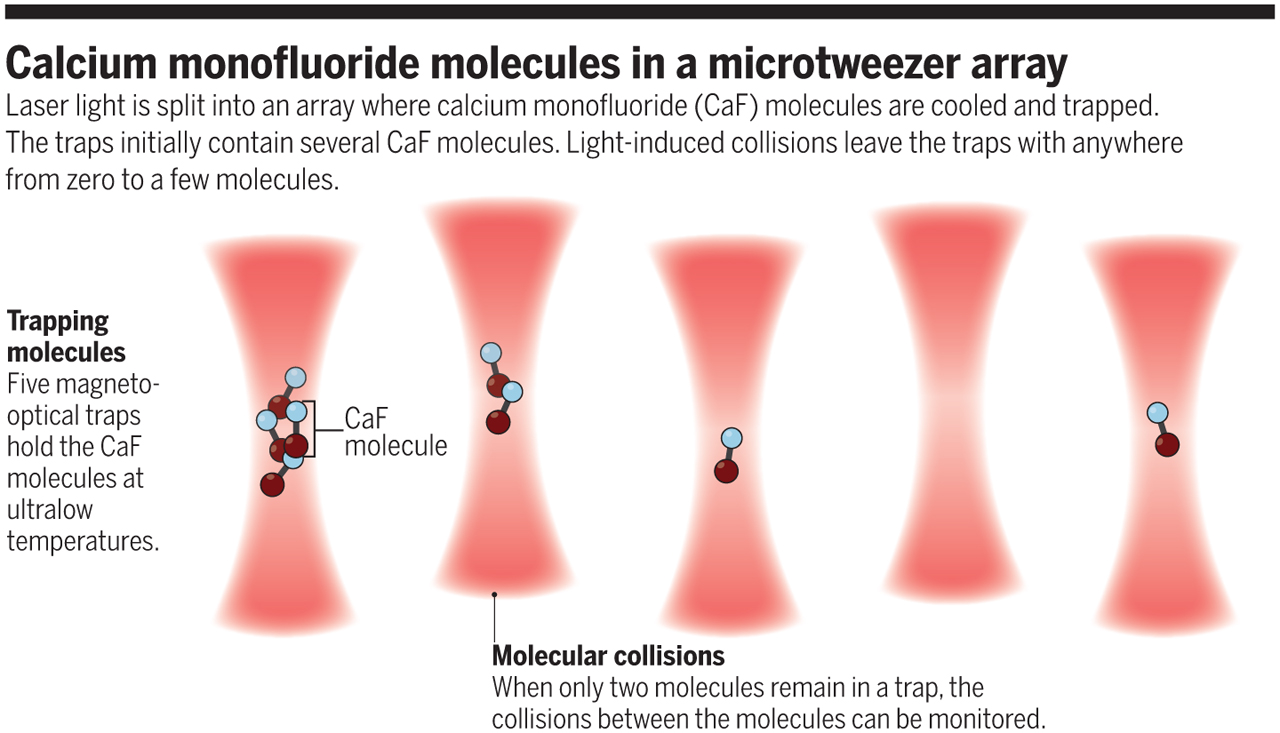 Calcium monofluoride molecules in a microtweezer array
Laser light is split into an array where calcium monofluoride (CaF) molecules are cooled and trapped.
The traps initially contain several CaF molecules. Light-induced collisions leave the traps with anywhere
from zero to a few molecules.
Trapping
molecules
Five magneto-
optical traps
hold the CaF
molecules at
ultralow
temperatures.
CaF
molecule
Molecular collisions
When only two molecules remain in a trap, the
collisions between the molecules can be monitored.